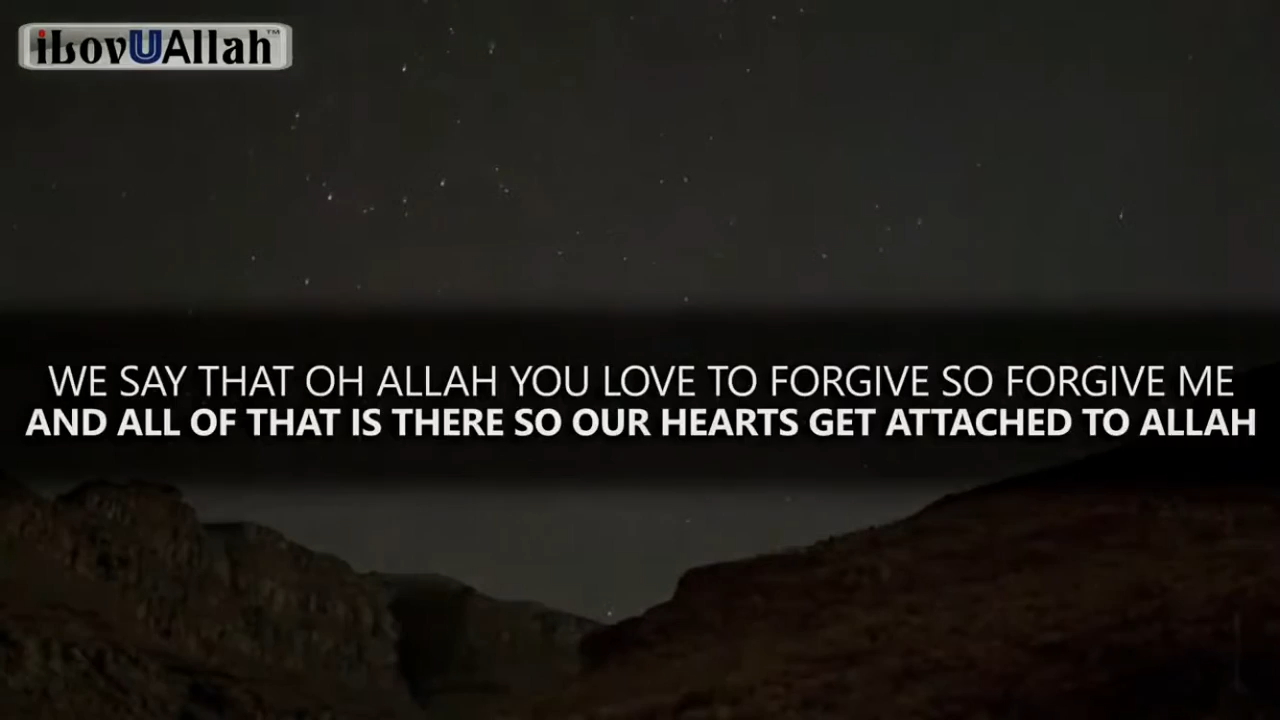 iLovUAllah™
WE SAY THAT OH ALLAH YOU LOVE TO FORGIVE SO FORGIVE ME
AND ALL OF THAT IS THERE SO OUR HEARTS GET ATTACHED TO ALLAH